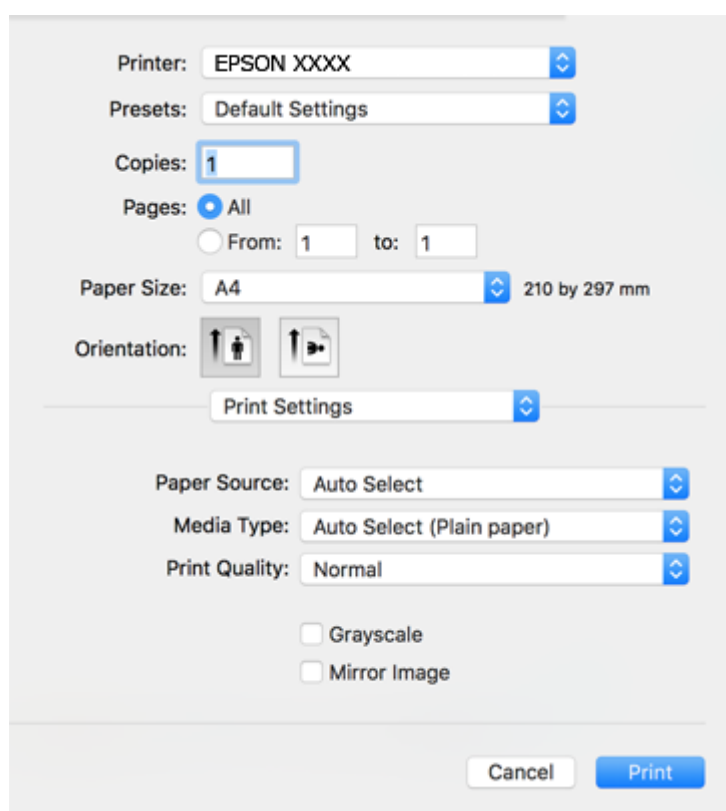 Printer: EPSON XXXX
Presets: Default Settings
Copies: 1
Pages: All
From: 1 to: 1
Paper Size: A4 210 by 297 mm
Orientation:
Print Settings
Paper Source: Auto Select
Media Type: Auto Select (Plain paper)
Print Quality: Normal
Grayscale
Mirror Image
Cancel Print